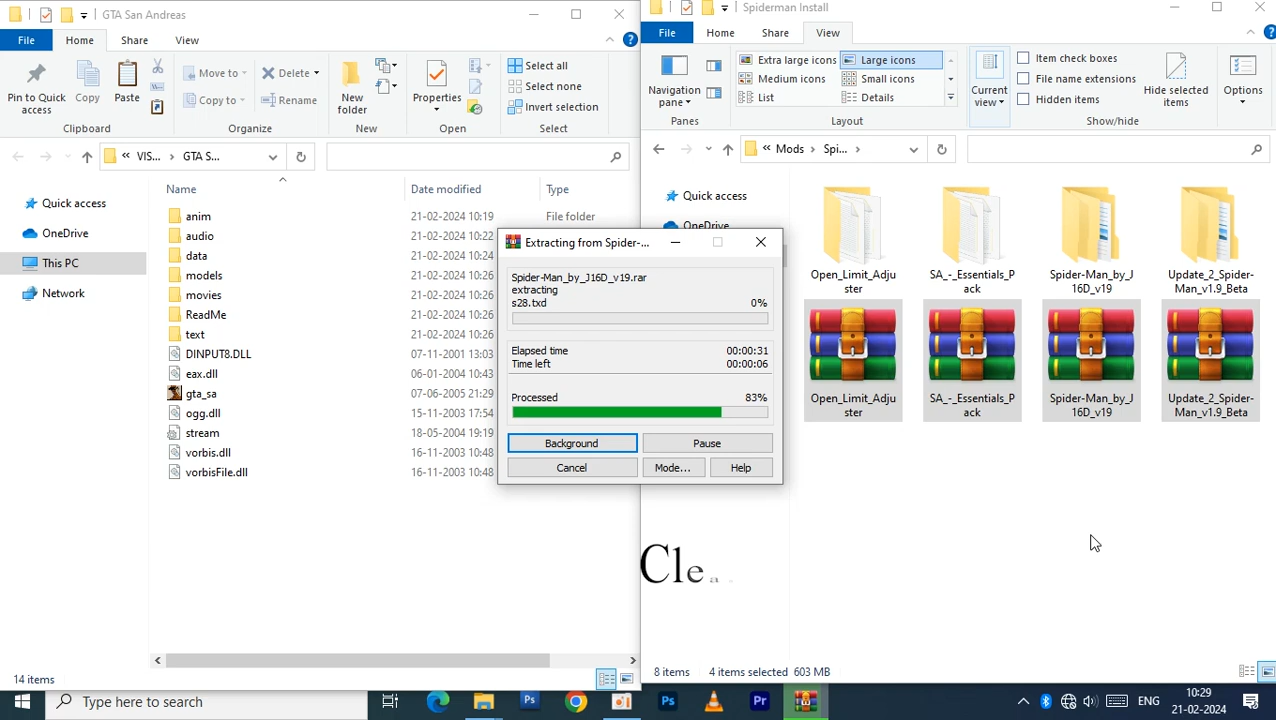 GTA San Andreas
File Home Share View
Pin to Quick access
Copy
Paste
Move to
Copy to
Delete
Rename
New folder
Properties
Select all
Select none
Invert selection
Clipboard
Organize
New
Open
Select
VIS... GTA S...
Name
Date modified
Type
Quick access
OneDrive
This PC
Network
anim 21-02-2024 10:19 File folder
audio 21-02-2024 10:22
data 21-02-2024 10:24
models 21-02-2024 10:26
movies 21-02-2024 10:26
ReadMe 21-02-2024 10:26
text 21-02-2024 10:26
DINPUT8.DLL 07-11-2001 13:03
eax.dll 06-01-2004 10:43
gta_sa 07-06-2005 21:29
ogg.dll 15-11-2003 17:54
stream 18-05-2004 19:19
vorbis.dll 16-11-2003 10:48
vorbisFile.dll 16-11-2003 10:48
14 items
Spiderman Install
File Home Share View
Navigation pane
Extra large icons
Large icons
Medium icons
Small icons
List
Details
Current view
Item check boxes
File name extensions
Hidden items
Hide selected items
Options
Panes
Layout
Show/hide
Mods Spi...
Quick access
OneDrive
Open_Limit_Adjuster
SA_-_Essentials_Pack
Spider-Man_by_J16D_v19
Update_2_Spider-Man_v1.9_Beta
Open_Limit_Adjuster
SA_-_Essentials_Pack
Spider-Man_by_J16D_v19
Update_2_Spider-Man_v1.9_Beta
Extracting from Spider-...
Spider-Man_by_J16D_v19.rar
extracting
s28.txd 0%
Elapsed time 00:00:31
Time left 00:00:06
Processed 83%
Background
Pause
Cancel
Mode...
Help
Clea
8 items 4 items selected 603 MB
Type here to search
ENG
10:29
21-02-2024